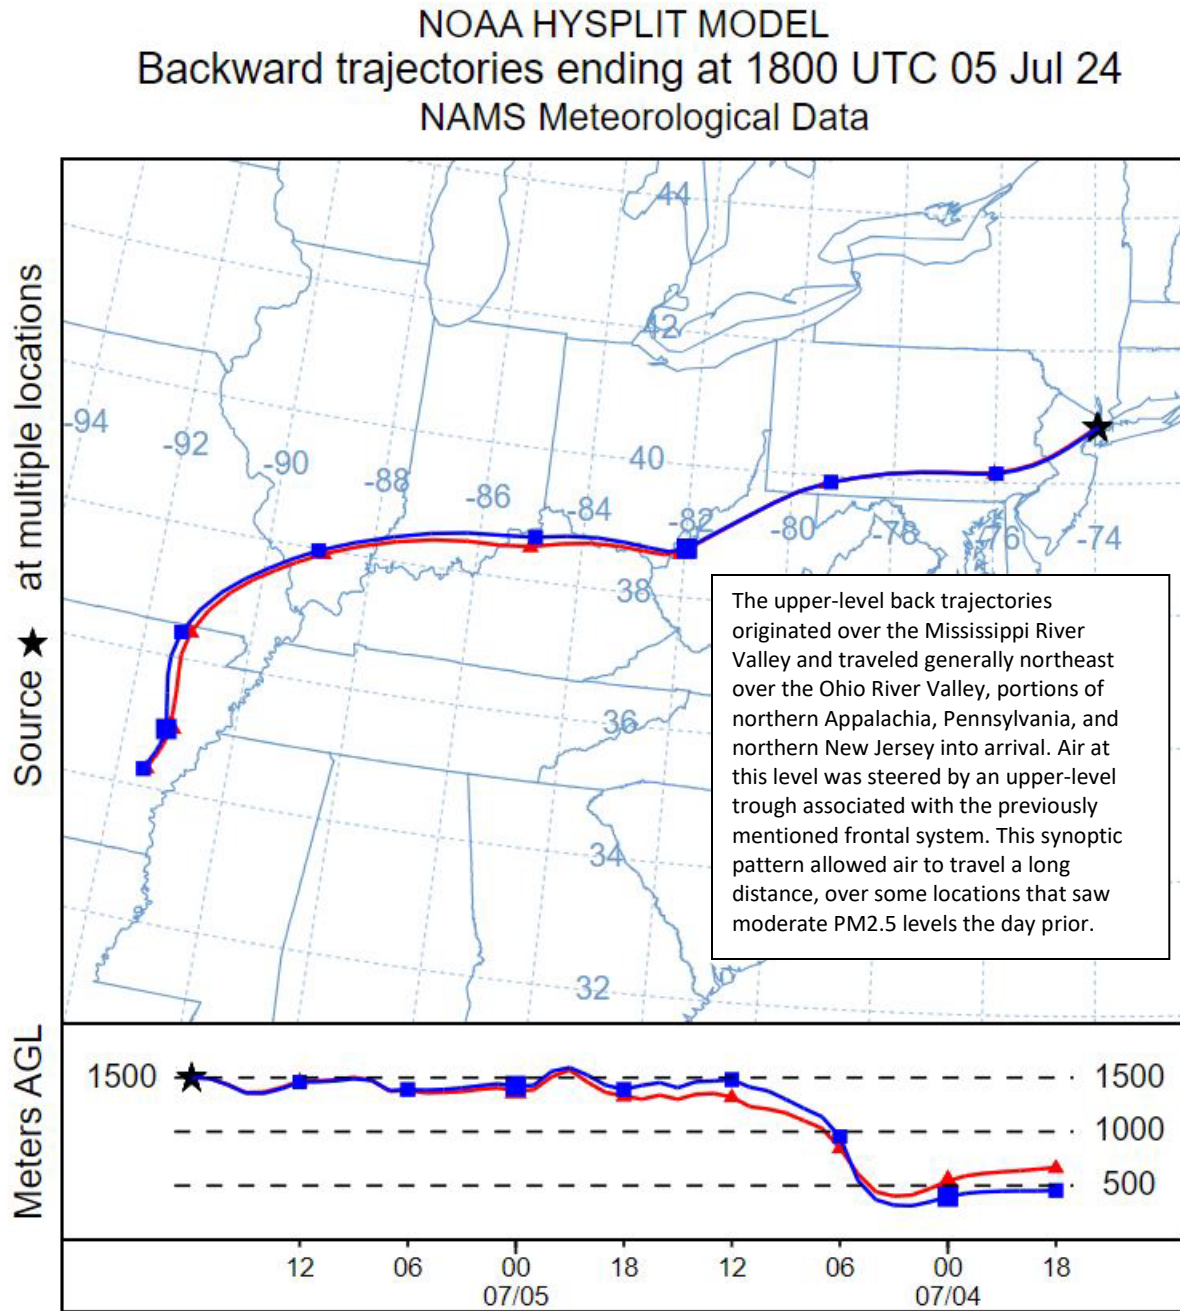 NOAA HYSPLIT MODEL
Backward trajectories ending at 1800 UTC 05 Jul 24
NAMS Meteorological Data
Source ★ at multiple locations
44
42
-94
-92
-90
-88
-86
-84
-82
-80
-78
-76
-74
40
38
36
34
32
The upper-level back trajectories
originated over the Mississippi River
Valley and traveled generally northeast
over the Ohio River Valley, portions of
northern Appalachia, Pennsylvania, and
northern New Jersey into arrival. Air at
this level was steered by an upper-level
trough associated with the previously
mentioned frontal system. This synoptic
pattern allowed air to travel a long
distance, over some locations that saw
moderate PM2.5 levels the day prior.
Meters AGL
1500
1500
1000
500
12 06 00 18 12 06 00 18
07/05 07/04